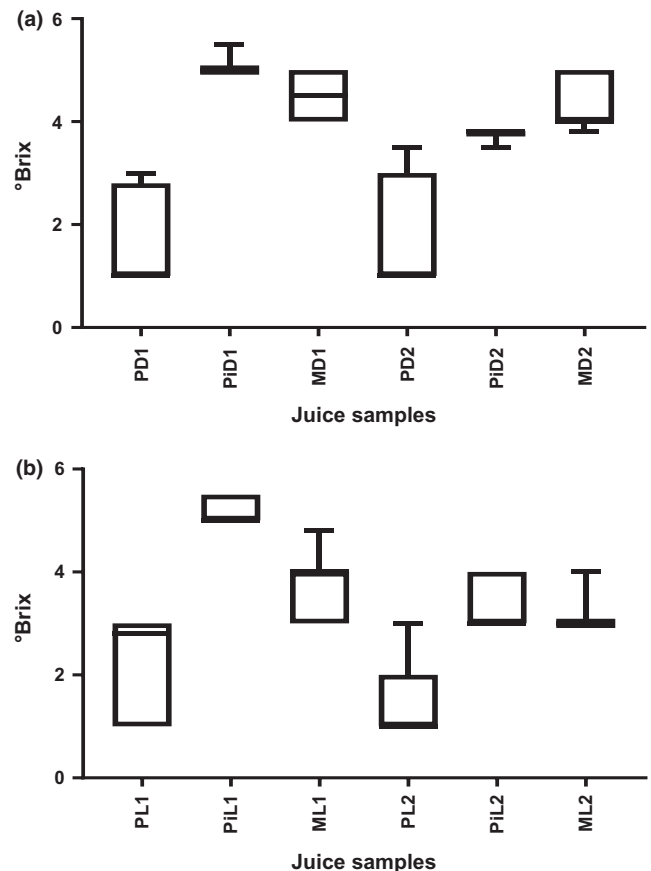 (a)
6
4
2
0
°Brix
PD1
PiD1
MD1
PD2
PiD2
MD2
Juice samples
(b)
6
4
2
0
°Brix
PL1
PiL1
ML1
PL2
PiL2
ML2
Juice samples